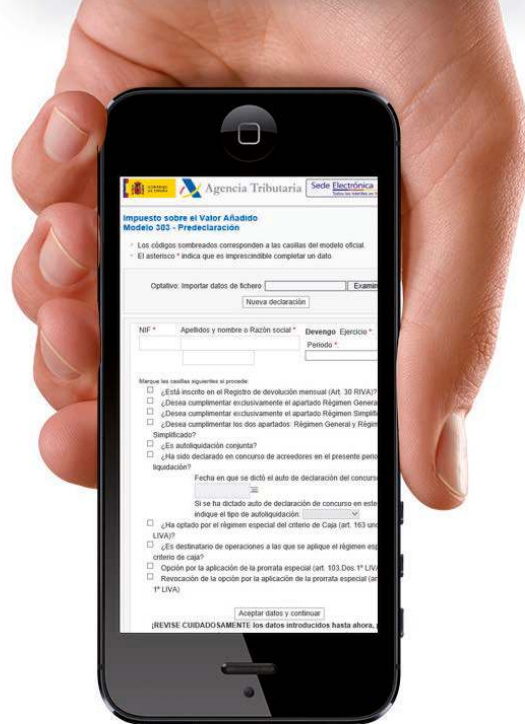 GOBIERNO
DE ESPAÑA
Agencia Tributaria
Sede Electrónica
Impuesto sobre el Valor Añadido
Modelo 303 - Predeclaración
Los códigos sombreados corresponden a las casillas del modelo oficial.
El asterisco * indica que es imprescindible completar un dato.
Optativo: Importar datos de fichero
Examin
Nueva declaración
NIF * Apellidos y nombre o Razón social * Devengo Ejercicio *:
Periodo *:
Marque las casillas siguientes si procede:
¿Está inscrito en el Registro de devolución mensual (Art. 30 RIVA)?
¿Desea cumplimentar exclusivamente el apartado Régimen General
¿Desea cumplimentar exclusivamente el apartado Régimen Simplifi
¿Desea cumplimentar los dos apartados: Régimen General y Régim
Simplificado?
¿Es autoliquidación conjunta?
¿Ha sido declarado en concurso de acreedores en el presente perio
liquidación?
Fecha en que se dictó el auto de declaración del concurso
Si se ha dictado auto de declaración de concurso en este
indique el tipo de autoliquidación:
¿Ha optado por el régimen especial del criterio de Caja (art. 163 und
LIVA)?
¿Es destinatario de operaciones a las que se aplique el régimen esp
criterio de caja?
Opción por la aplicación de la prorrata especial (art. 103.Dos.1º LIVA
Revocación de la opción por la aplicación de la prorrata especial (ar
1º LIVA)
Aceptar datos y continuar
¡REVISE CUIDADOSAMENTE los datos introducidos hasta ahora, p